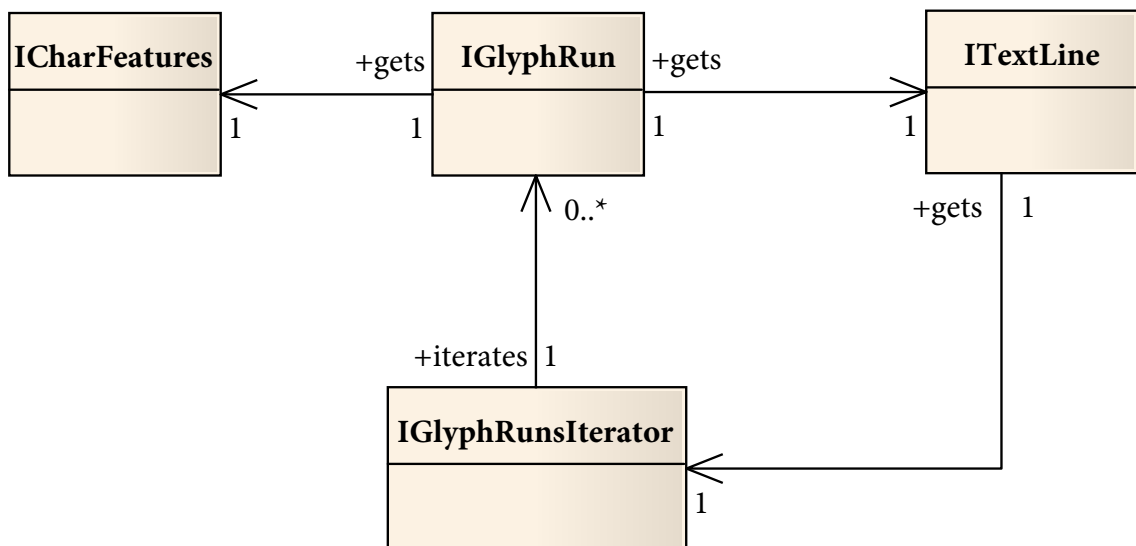 ICharFeatures
+gets
1
1
IGlyphRun
+gets
1
1
ITextLine
+gets 1
0..*
+iterates 1
IGlyphRunsIterator
1